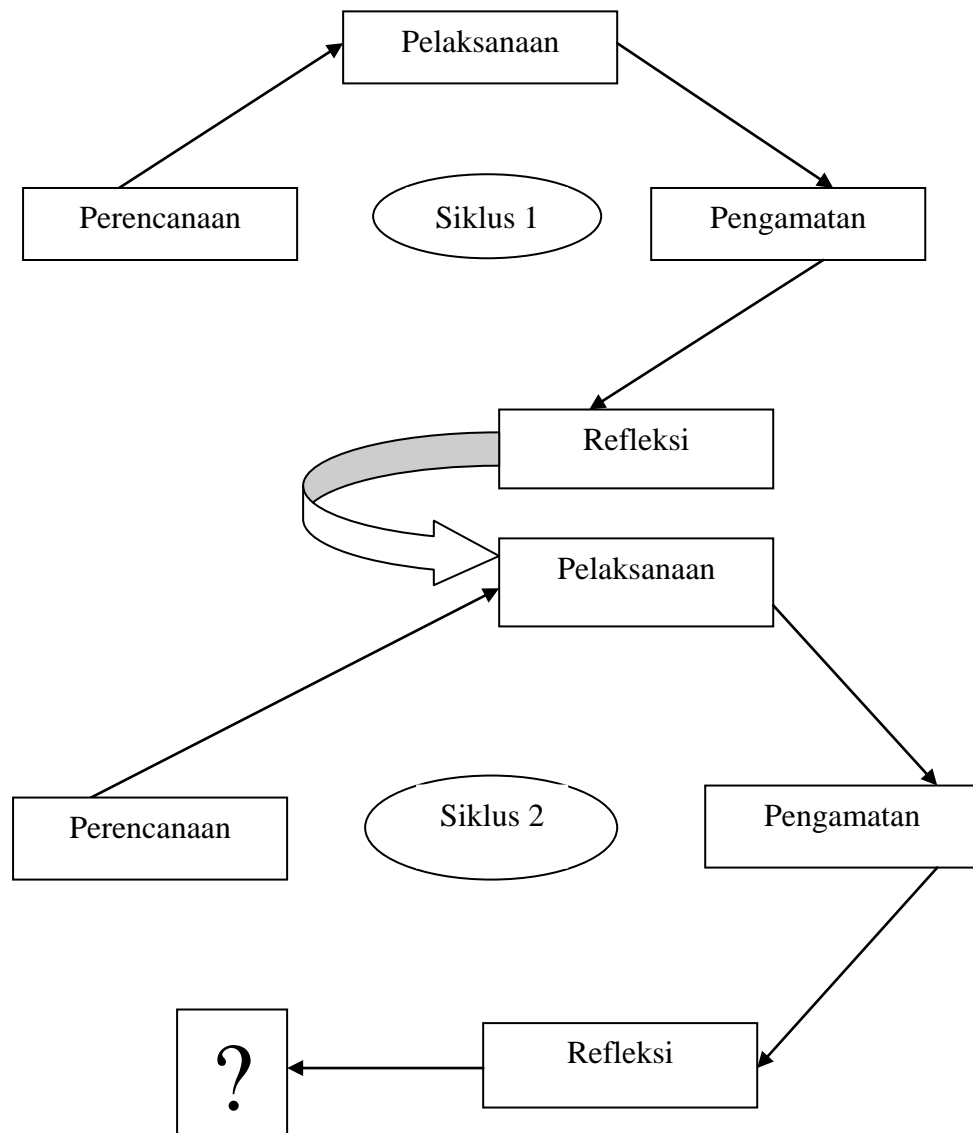 Pelaksanaan
Perencanaan
Siklus 1
Pengamatan
Refleksi
Pelaksanaan
Perencanaan
Siklus 2
Pengamatan
Refleksi
?